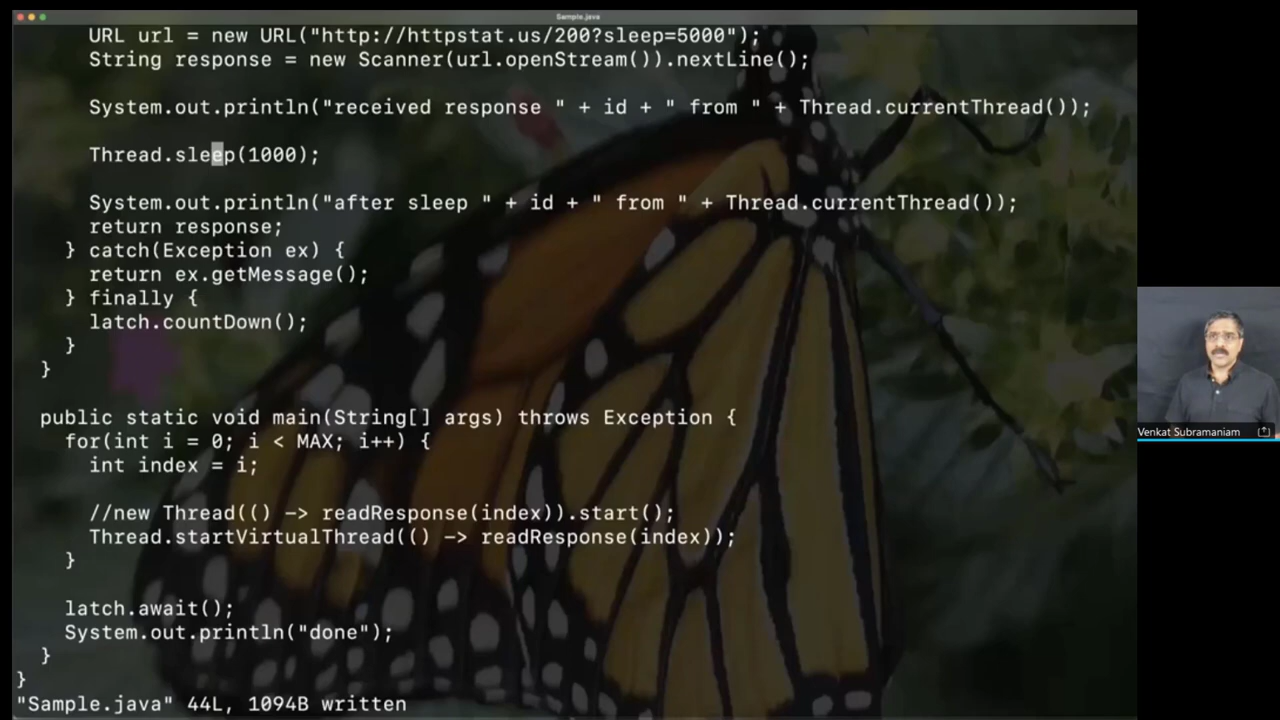 Sample.java
URL url = new URL("http://httpstat.us/200?sleep=5000");
String response = new Scanner(url.openStream()).nextLine();
System.out.println("received response " + id + " from " + Thread.currentThread());
Thread.sleep(1000);
System.out.println("after sleep " + id + " from " + Thread.currentThread());
return response;
} catch(Exception ex) {
return ex.getMessage();
} finally {
latch.countDown();
}
}
public static void main(String[] args) throws Exception {
for(int i = 0; i < MAX; i++) {
int index = i;
//new Thread(() -> readResponse(index)).start();
Thread.startVirtualThread(() -> readResponse(index));
}
latch.await();
System.out.println("done");
}
}
"Sample.java" 44L, 1094B written
Venkat Subramaniam